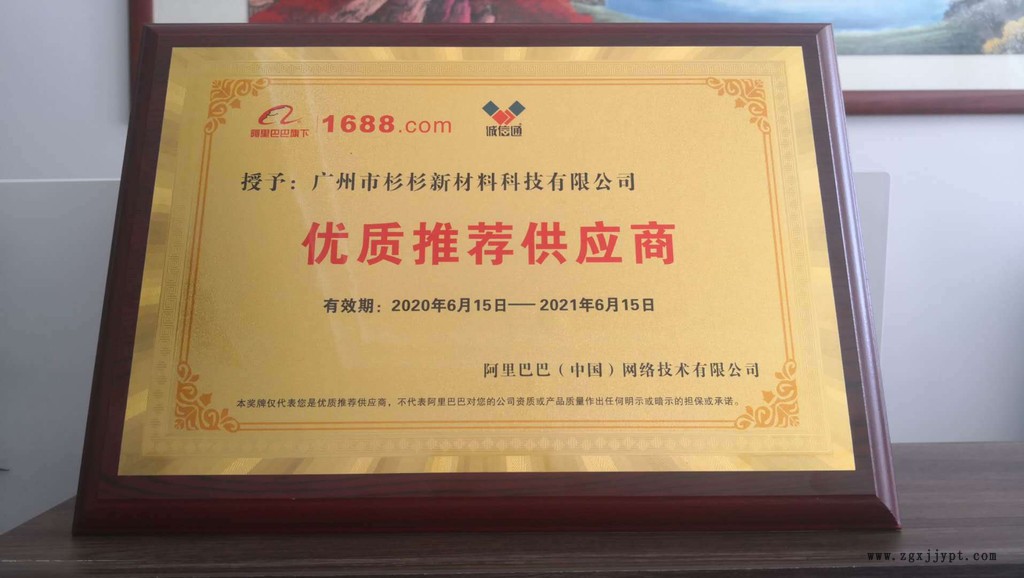 阿里巴巴旗下 1688.com 诚信通
授予：广州市杉杉新材料科技有限公司
优质推荐供应商
有效期：2020年6月15日——2021年6月15日
阿里巴巴（中国）网络技术有限公司
本奖牌仅代表您是优质推荐供应商，不代表阿里巴巴对您的公司资质或产品质量作出任何明示或暗示的担保或承诺。
www.zgxjjypt.com